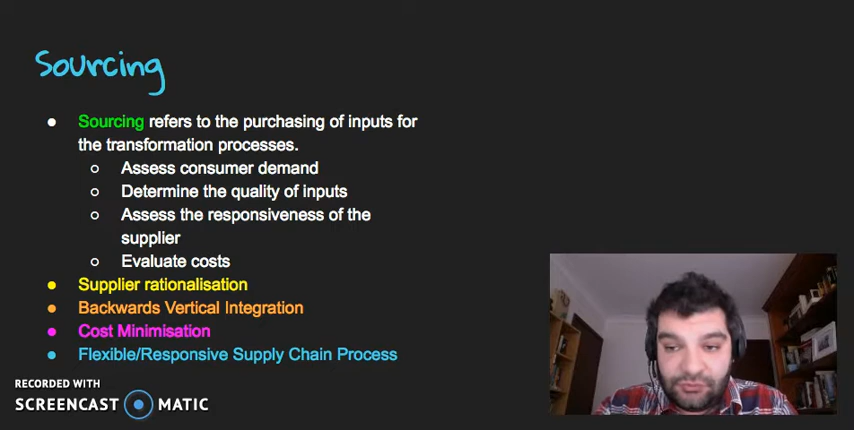 Sourcing
Sourcing refers to the purchasing of inputs for
the transformation processes.
Assess consumer demand
Determine the quality of inputs
Assess the responsiveness of the
supplier
Evaluate costs
Supplier rationalisation
Backwards Vertical Integration
Cost Minimisation
Flexible/Responsive Supply Chain Process
RECORDED WITH
SCREENCAST MATIC